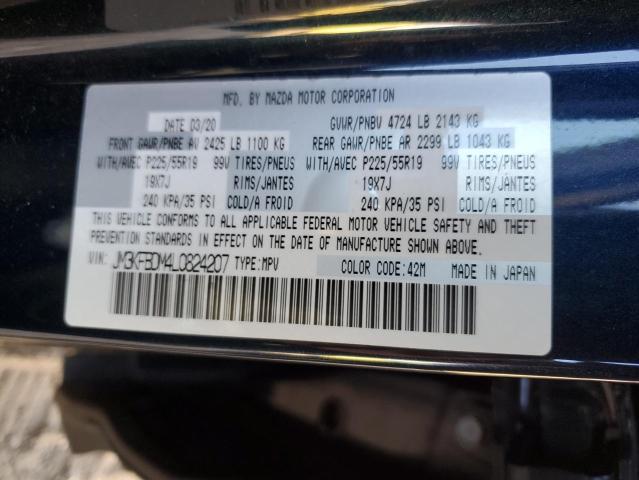 MFD. BY MAZDA MOTOR CORPORATION
DATE 03/20 GVWR/PNBV 4724 LB 2143 KG
FRONT GAWR/PNBE AV 2425 LB 1100 KG REAR GAWR/PNBE AR 2299 LB 1043 KG
WITH/AVEC P225/55R19 99V TIRES/PNEUS WITH/AVEC P225/55R19 99V TIRES/PNEUS
19X7J RIMS/JANTES 19X7J RIMS/JANTES
240 KPA/35 PSI COLD/A FROID 240 KPA/35 PSI COLD/A FROID
THIS VEHICLE CONFORMS TO ALL APPLICABLE FEDERAL MOTOR VEHICLE SAFETY AND THEFT
PREVENTION STANDARDS IN EFFECT ON THE DATE OF MANUFACTURE SHOWN ABOVE.
VIN: JM3KFBDM4L0824207 TYPE:MPV COLOR CODE:42M MADE IN JAPAN